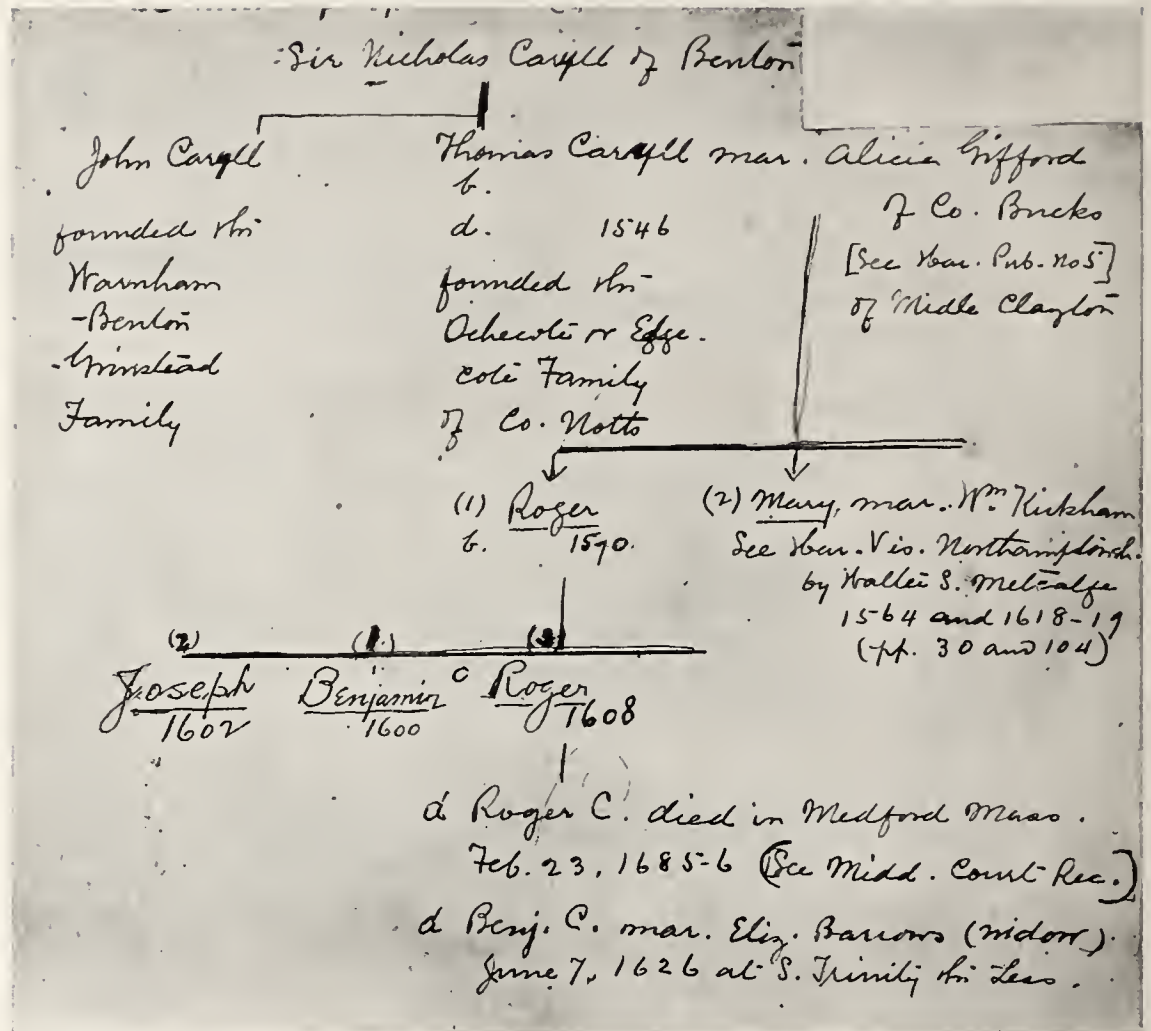 Sir Nicholas Caryll of Benton
John Caryll
founded the
Warnham
-Benton
-Grinstead
Family
Thomas Caryll mar. Alicia Gifford
b.
d. 1546
founded the
Ochecote or Edge-
cote Family
of Co. Notts
of Co. Bucks
[See Har. Pub. No 5]
of Midle Clayton
(1) Roger
b. 1570.
(2) Mary, mar. Wm. Kirkham
See Har. Vis. Northamptonsh.
by Walter S. Metcalfe
1564 and 1618-19
(pp. 30 and 104)
(2) (1) (3)
Joseph Benjamin Roger
1602 1600 1608
d Roger C. died in Medford Mass.
Feb. 23, 1685-6 (See Midd. Court Rec.)
d Benj. C. mar. Eliz. Barrows (widow).
June 7, 1626 at S. Trinity the Less.